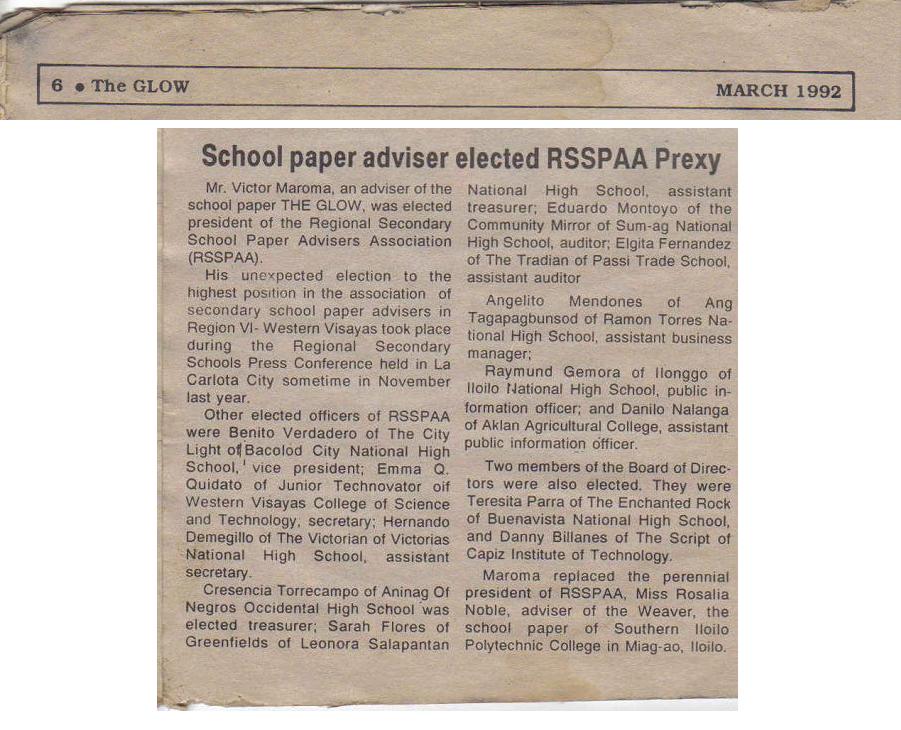 6 ● The GLOW
MARCH 1992
School paper adviser elected RSSPAA Prexy
Mr. Victor Maroma, an adviser of the
school paper THE GLOW, was elected
president of the Regional Secondary
School Paper Advisers Association
(RSSPAA).
His unexpected election to the
highest position in the association of
secondary school paper advisers in
Region VI- Western Visayas took place
during the Regional Secondary
Schools Press Conference held in La
Carlota City sometime in November
last year.
Other elected officers of RSSPAA
were Benito Verdadero of The City
Light of Bacolod City National High
School, vice president; Emma Q.
Quidato of Junior Technovator oif
Western Visayas College of Science
and Technology, secretary; Hernando
Demegillo of The Victorian of Victorias
National High School, assistant
secretary.
Cresencia Torrecampo of Aninag Of
Negros Occidental High School was
elected treasurer; Sarah Flores of
Greenfields of Leonora Salapantan
National High School, assistant
treasurer; Eduardo Montoyo of the
Community Mirror of Sum-ag National
High School, auditor; Elgita Fernandez
of The Tradian of Passi Trade School,
assistant auditor
Angelito Mendones of Ang
Tagapagbunsod of Ramon Torres Na-
tional High School, assistant business
manager;
Raymund Gemora of Ilonggo of
Iloilo National High School, public in-
formation officer; and Danilo Nalanga
of Aklan Agricultural College, assistant
public information officer.
Two members of the Board of Direc-
tors were also elected. They were
Teresita Parra of The Enchanted Rock
of Buenavista National High School,
and Danny Billanes of The Script of
Capiz Institute of Technology.
Maroma replaced the perennial
president of RSSPAA, Miss Rosalia
Noble, adviser of the Weaver, the
school paper of Southern Iloilo
Polytechnic College in Miag-ao, Iloilo.